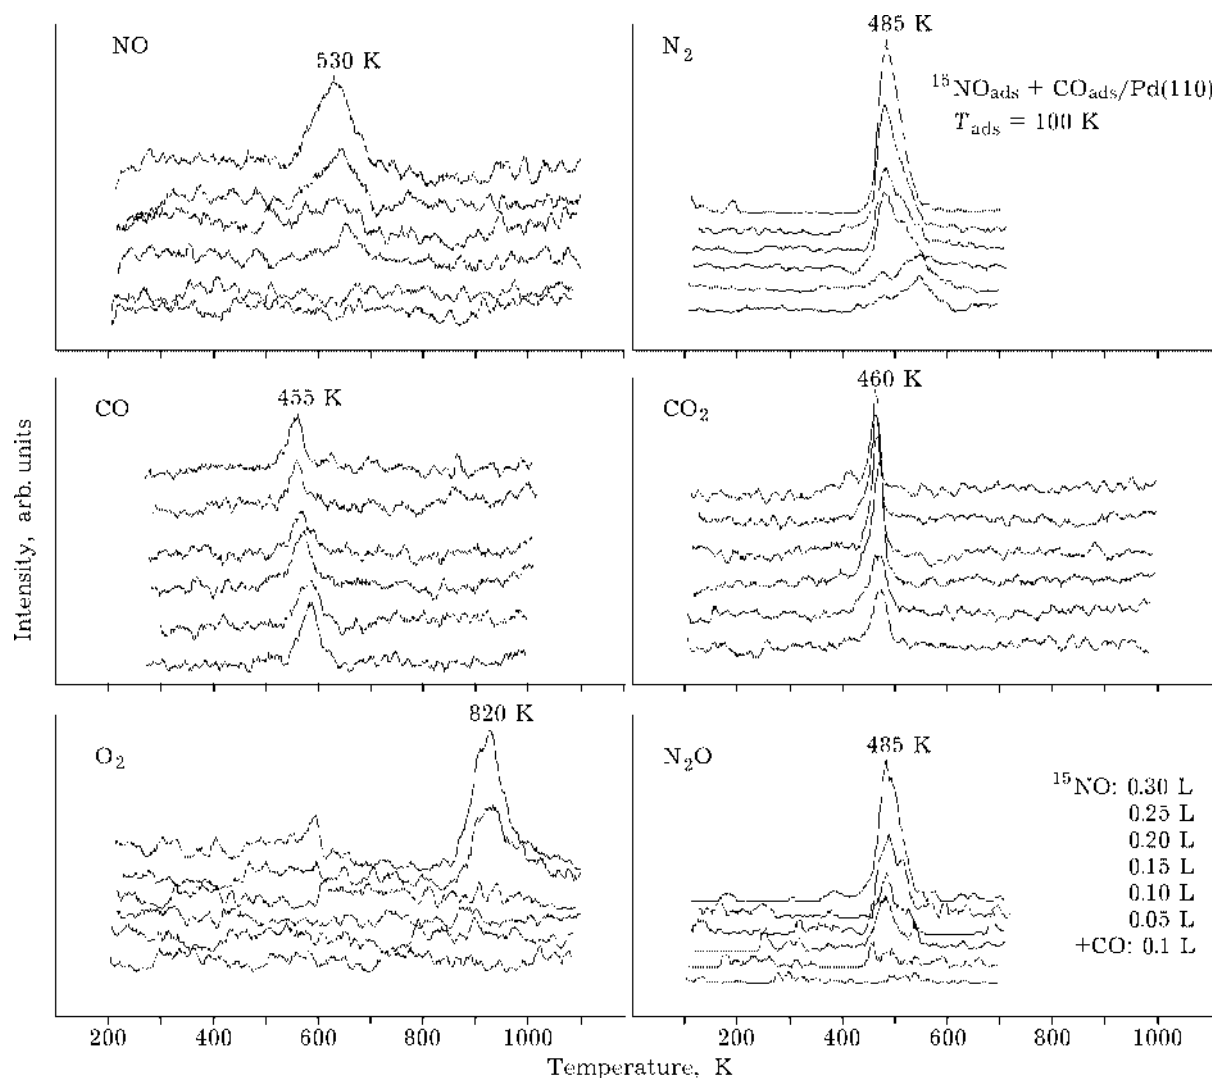 NO
530 K
N2
485 K
15NOads + COads/Pd(110)
Tads = 100 K
CO
455 K
CO2
460 K
Intensity, arb. units
O2
820 K
N2O
485 K
15NO: 0.30 L
0.25 L
0.20 L
0.15 L
0.10 L
0.05 L
+CO: 0.1 L
200 400 600 800 1000
200 400 600 800 1000
Temperature, K